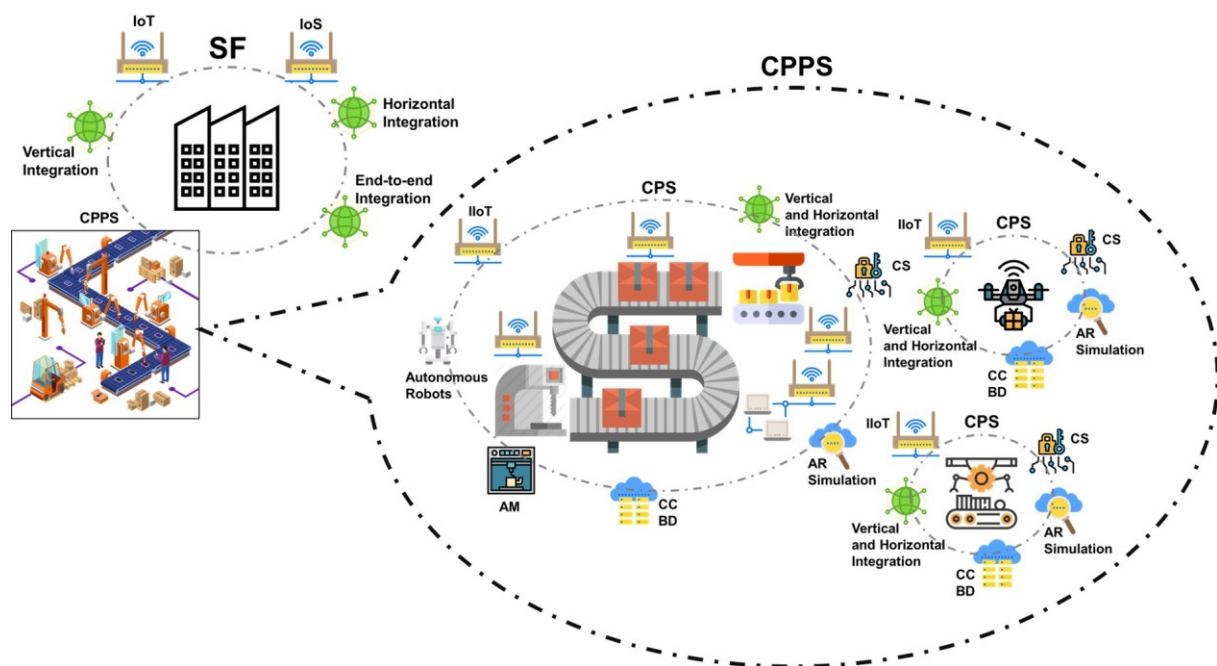 IoT
IoS
SF
Vertical
Integration
Horizontal
Integration
End-to-end
Integration
CPPS
CPPS
CPS
IIoT
Vertical
and Horizontal
Integration
CS
Autonomous
Robots
AM
CC
BD
AR
Simulation
IIoT
CPS
CS
Vertical
and Horizontal
Integration
AR
Simulation
CC
BD
IIoT
CPS
CS
Vertical
and Horizontal
Integration
AR
Simulation
CC
BD